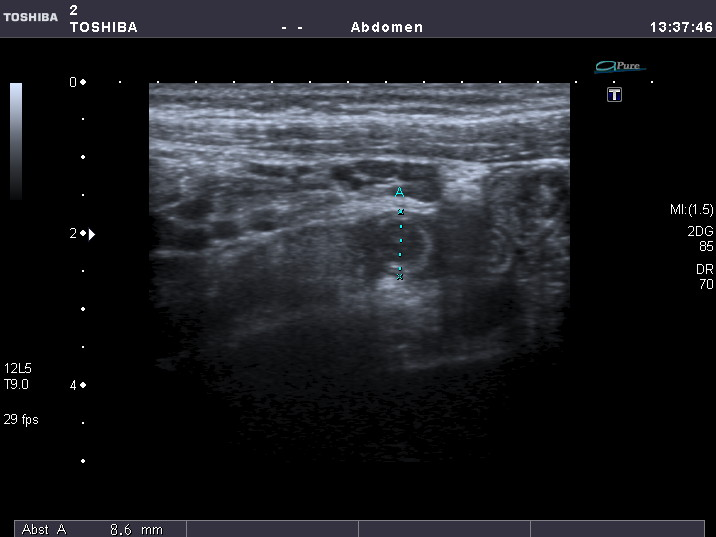 TOSHIBA
2
TOSHIBA - - Abdomen 13:37:46
aPure
T
0
A
2
4
MI:(1.5)
2DG
85
DR
70
12L5
T9.0
29 fps
Abst A 8.6 mm